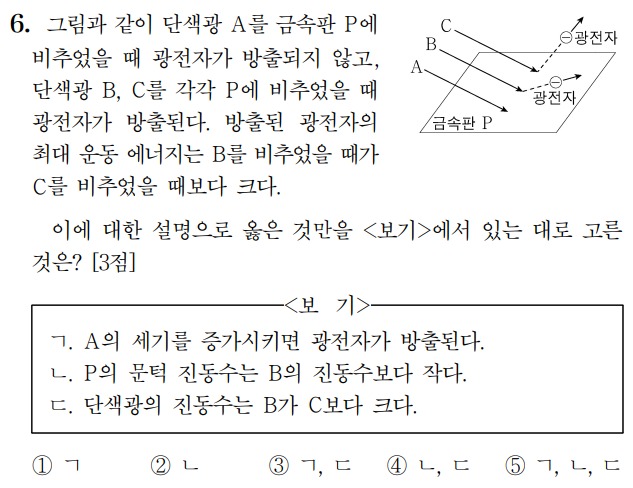 6. 그림과 같이 단색광 A를 금속판 P에
비추었을 때 광전자가 방출되지 않고,
단색광 B, C를 각각 P에 비추었을 때
광전자가 방출된다. 방출된 광전자의
최대 운동 에너지는 B를 비추었을 때가
C를 비추었을 때보다 크다.
C
B
A
광전자
광전자
금속판 P
이에 대한 설명으로 옳은 것만을 <보기>에서 있는 대로 고른
것은? [3점]
<보 기>
ㄱ. A의 세기를 증가시키면 광전자가 방출된다.
ㄴ. P의 문턱 진동수는 B의 진동수보다 작다.
ㄷ. 단색광의 진동수는 B가 C보다 크다.
① ㄱ ② ㄴ ③ ㄱ, ㄷ ④ ㄴ, ㄷ ⑤ ㄱ, ㄴ, ㄷ